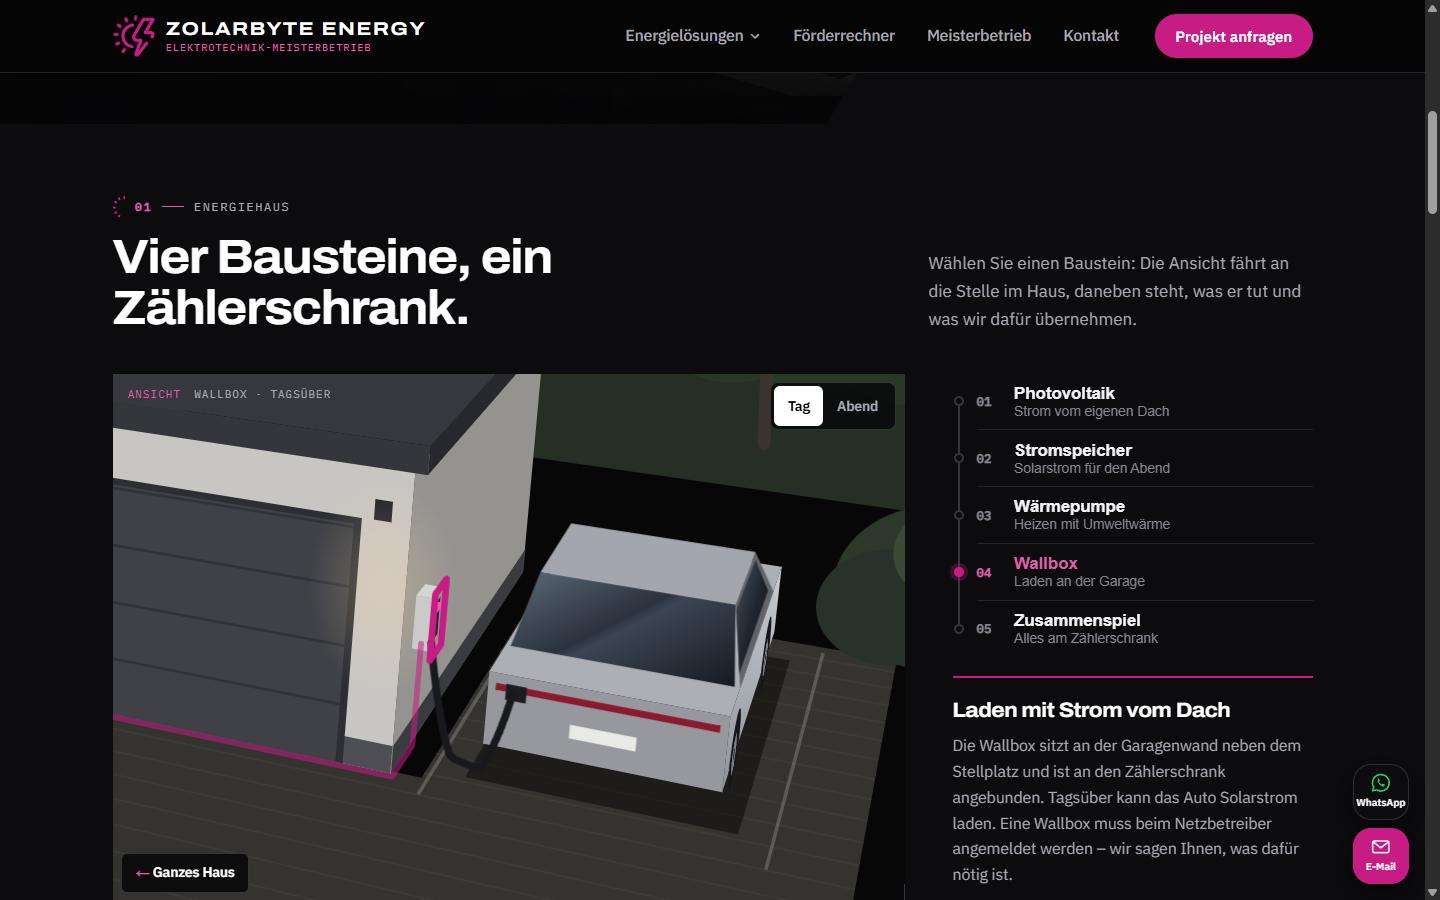 ZOLARBYTE ENERGY
ELEKTROTECHNIK-MEISTERBETRIEB
Energielösungen
Förderrechner
Meisterbetrieb
Kontakt
Projekt anfragen
01 — ENERGIEHAUS
Vier Bausteine, ein
Zählerschrank.
Wählen Sie einen Baustein: Die Ansicht fährt an
die Stelle im Haus, daneben steht, was er tut und
was wir dafür übernehmen.
ANSICHT WALLBOX · TAGSÜBER
Tag
Abend
← Ganzes Haus
01 Photovoltaik
Strom vom eigenen Dach
02 Stromspeicher
Solarstrom für den Abend
03 Wärmepumpe
Heizen mit Umweltwärme
04 Wallbox
Laden an der Garage
05 Zusammenspiel
Alles am Zählerschrank
Laden mit Strom vom Dach
Die Wallbox sitzt an der Garagenwand neben dem
Stellplatz und ist an den Zählerschrank
angebunden. Tagsüber kann das Auto Solarstrom
laden. Eine Wallbox muss beim Netzbetreiber
angemeldet werden – wir sagen Ihnen, was dafür
nötig ist.
WhatsApp
E-Mail